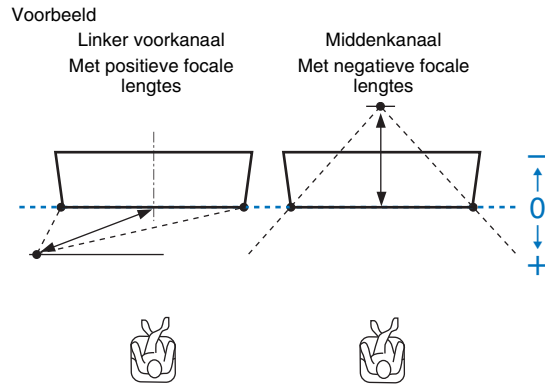 Voorbeeld
Linker voorkanaal
Met positieve focale
lengtes
Middenkanaal
Met negatieve focale
lengtes
−
0
+